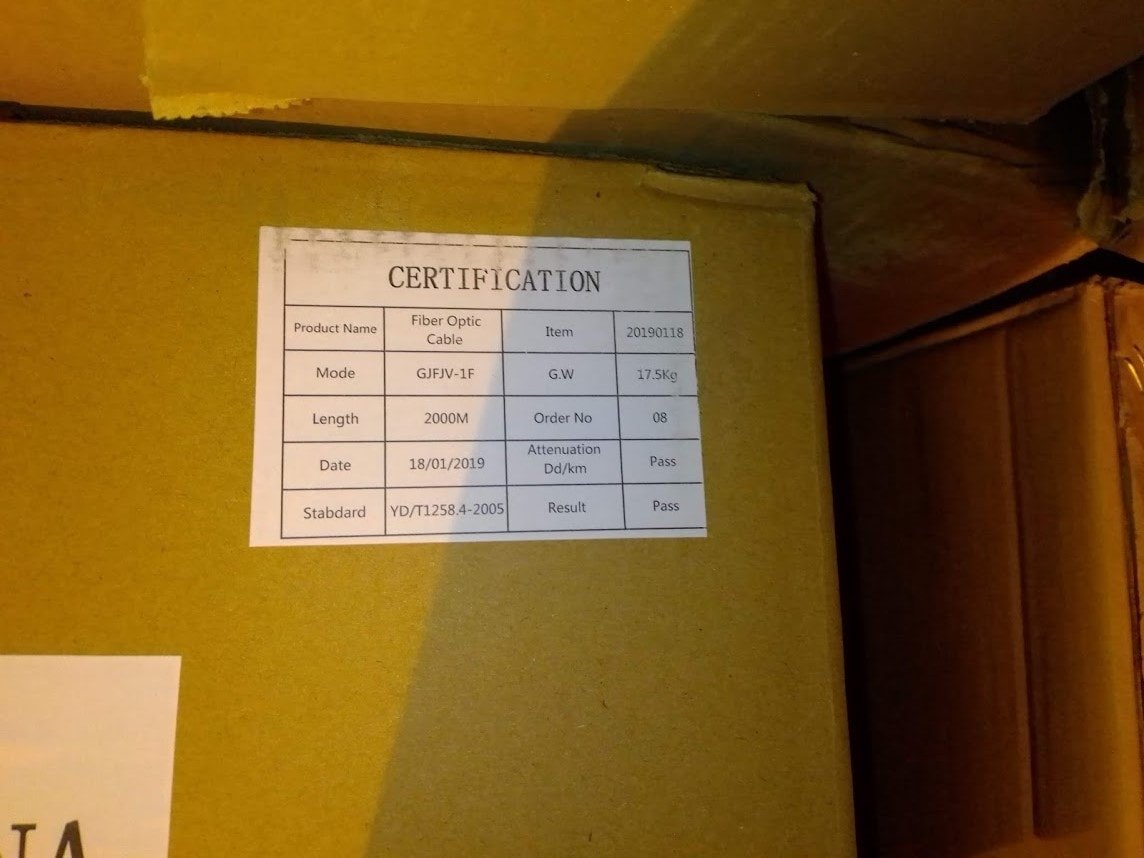 CERTIFICATION
Product Name Fiber Optic Cable Item 20190118
Mode GJFJV-1F G.W 17.5Kg
Length 2000M Order No 08
Date 18/01/2019 Attenuation Dd/km Pass
Stabdard YD/T1258.4-2005 Result Pass